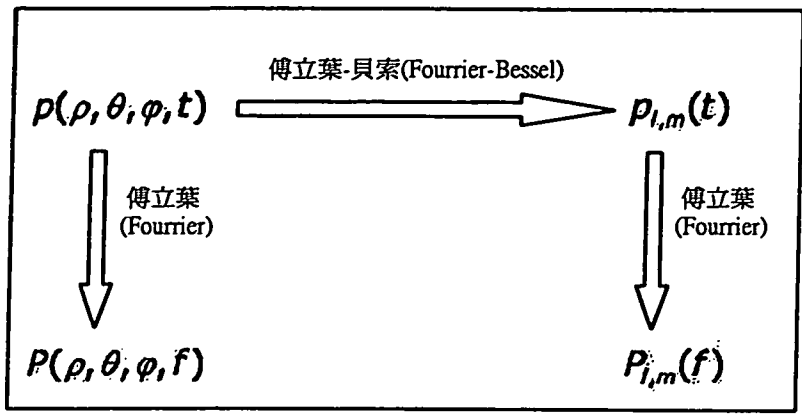 傅立葉-貝索(Fourrier-Bessel)
p(ρ,θ,φ,t)
p_{l,m}(t)
傅立葉
(Fourrier)
傅立葉
(Fourrier)
P(ρ,θ,φ,f)
P_{l,m}(f)